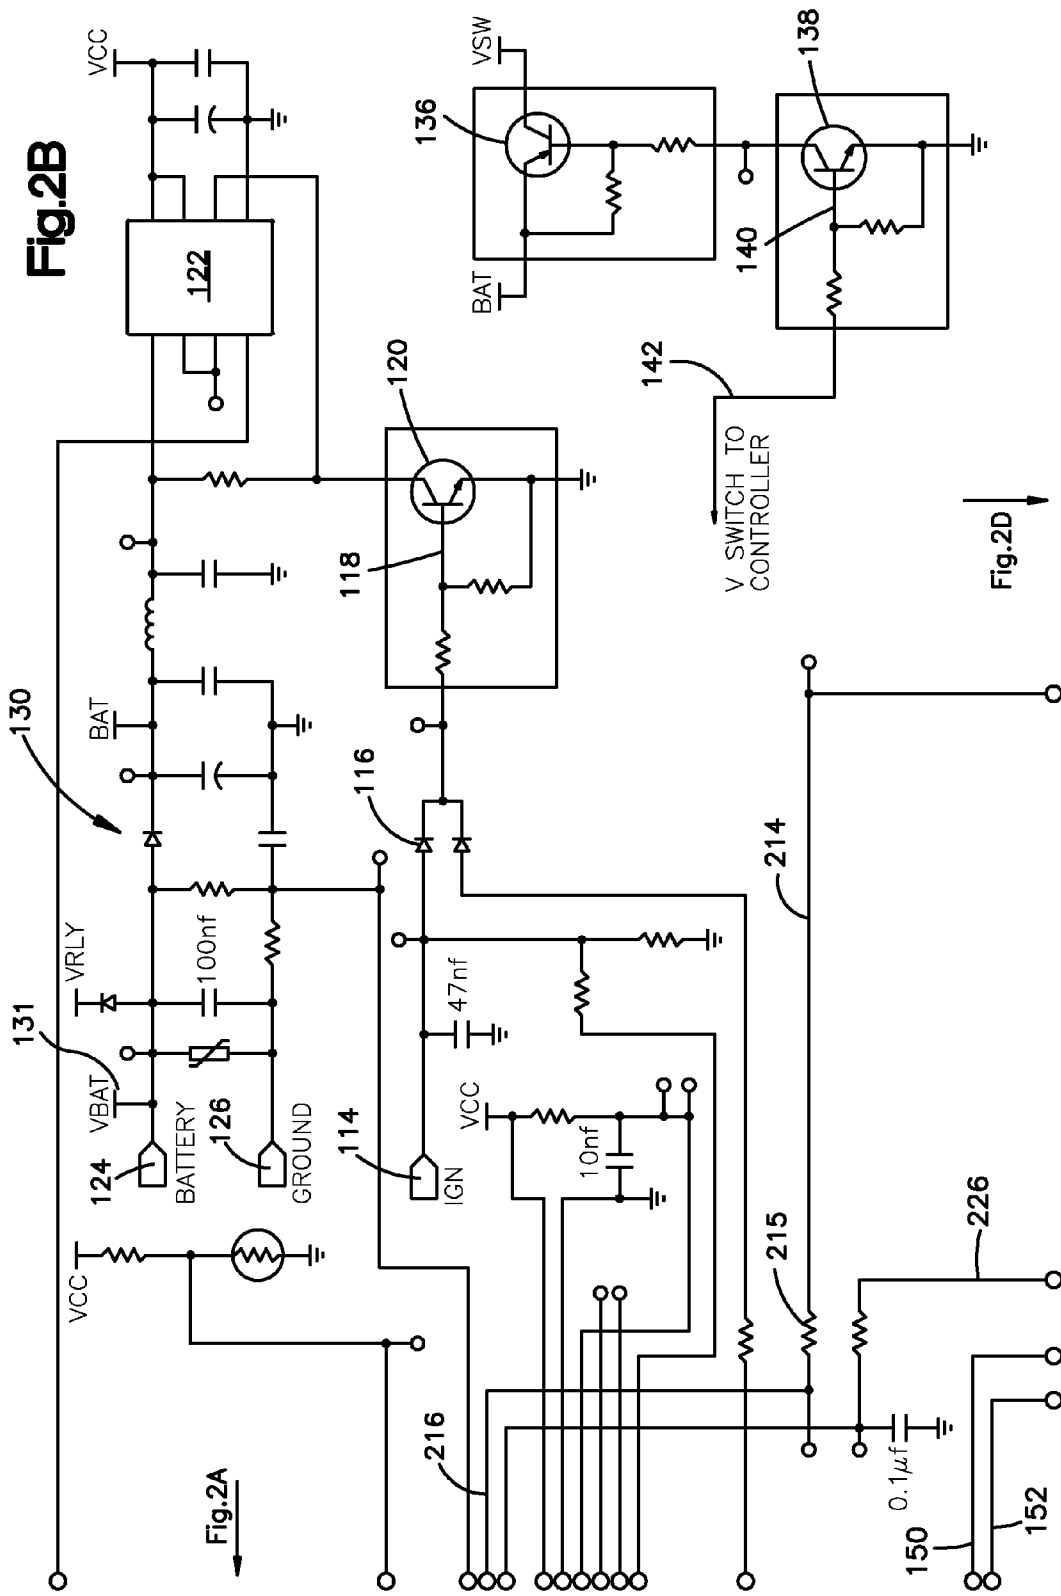 Fig.2B
VCC
VSW
136
138
122
BAT
140
120
142
V SWITCH TO
CONTROLLER
118
Fig.2D
130
BAT
116
214
VRLY
100nf
131
VBAT
47nf
124
BATTERY
126
GROUND
114
IGN
VCC
10nf
VCC
215
226
216
Fig.2A
0.1µf
150
152